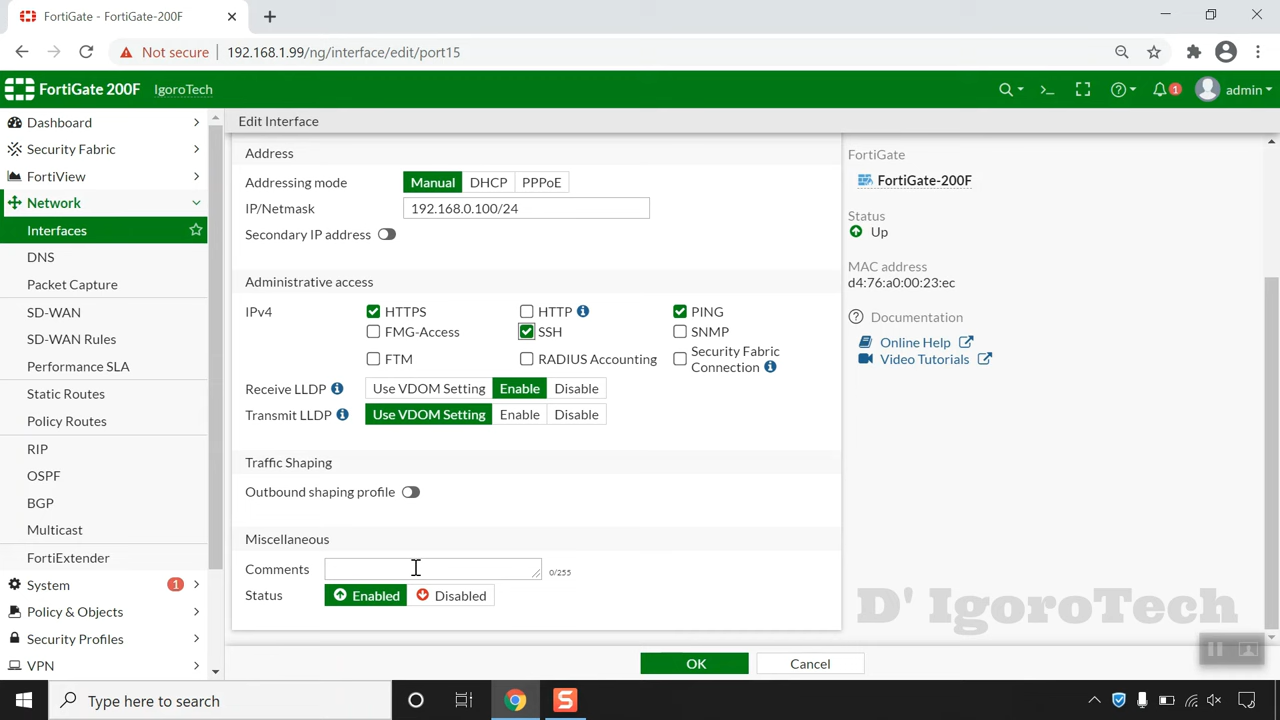 FortiGate - FortiGate-200F
Not secure 192.168.1.99/ng/interface/edit/port15
FortiGate 200F IgoroTech
1 admin
Dashboard
Security Fabric
FortiView
Network
Interfaces
DNS
Packet Capture
SD-WAN
SD-WAN Rules
Performance SLA
Static Routes
Policy Routes
RIP
OSPF
BGP
Multicast
FortiExtender
System 1
Policy & Objects
Security Profiles
VPN
Edit Interface
Address
Addressing mode Manual DHCP PPPoE
IP/Netmask 192.168.0.100/24
Secondary IP address
Administrative access
IPv4 HTTPS HTTP PING
FMG-Access SSH SNMP
FTM RADIUS Accounting Security Fabric
Connection
Receive LLDP Use VDOM Setting Enable Disable
Transmit LLDP Use VDOM Setting Enable Disable
Traffic Shaping
Outbound shaping profile
Miscellaneous
Comments 0/255
Status Enabled Disabled
OK Cancel
FortiGate
FortiGate-200F
Status
Up
MAC address
d4:76:a0:00:23:ec
Documentation
Online Help
Video Tutorials
D' IgoroTech
Type here to search